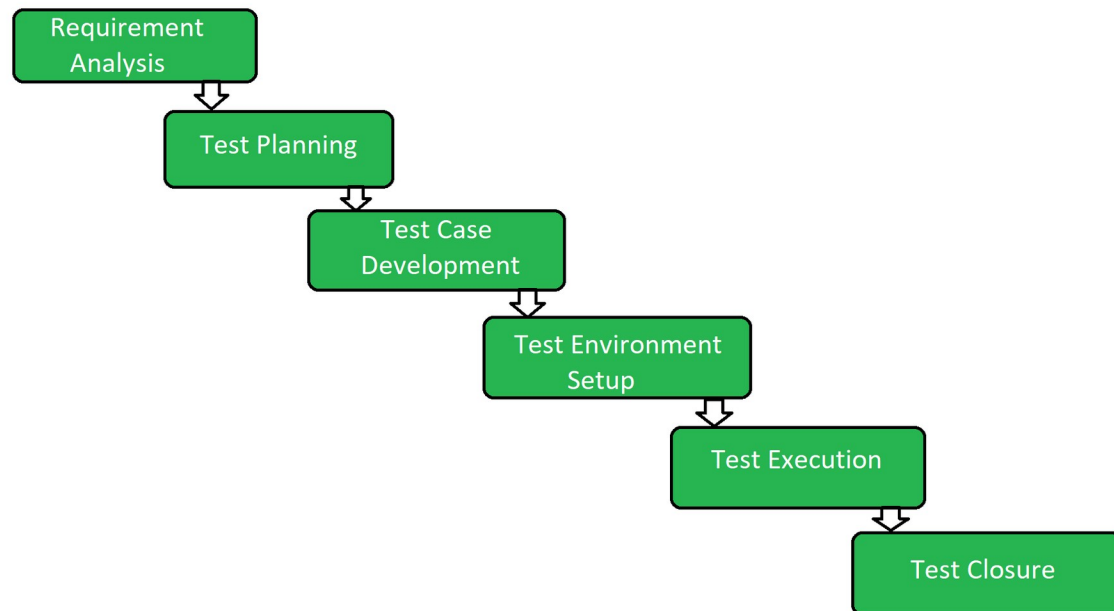 Requirement
Analysis
Test Planning
Test Case
Development
Test Environment
Setup
Test Execution
Test Closure